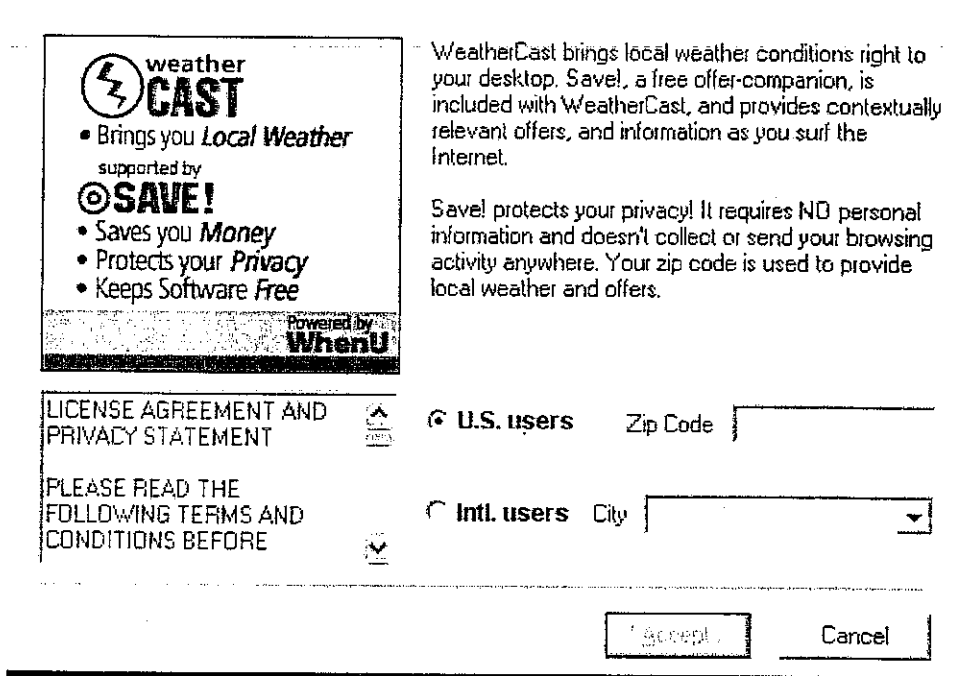 weather
CAST
• Brings you Local Weather
supported by
SAVE!
• Saves you Money
• Protects your Privacy
• Keeps Software Free
Powered by
WhenU
WeatherCast brings local weather conditions right to
your desktop. Save!, a free offer-companion, is
included with WeatherCast, and provides contextually
relevant offers, and information as you surf the
Internet.
Save! protects your privacy! It requires NO personal
information and doesn't collect or send your browsing
activity anywhere. Your zip code is used to provide
local weather and offers.
LICENSE AGREEMENT AND
PRIVACY STATEMENT
PLEASE READ THE
FOLLOWING TERMS AND
CONDITIONS BEFORE
U.S. users Zip Code
Intl. users City
I Accept Cancel